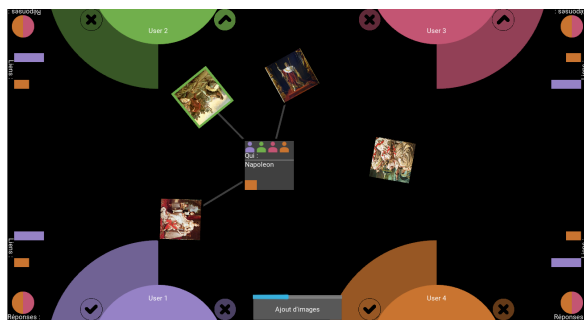 Réponses :
User 2
User 3
Réponses :
Liens :
Liens :
Qui :
Napoleon
Liens :
Liens :
User 1
User 4
Ajout d'images
Réponses :
Réponses :